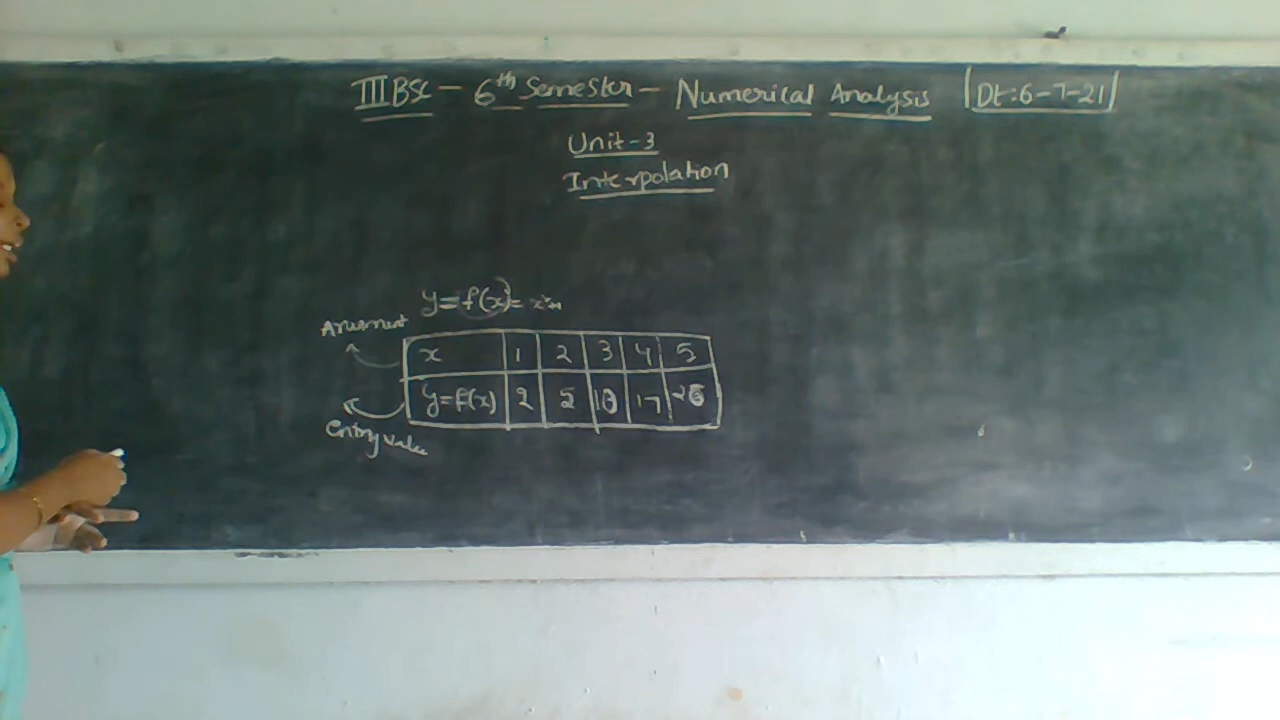 III BSC - 6th Semester - Numerical Analysis |Dt: 6-7-21|
Unit-3
Interpolation
y = f(x) = x²+1
x 1 2 3 4 5
y=f(x) 2 5 10 17 26
Entry value